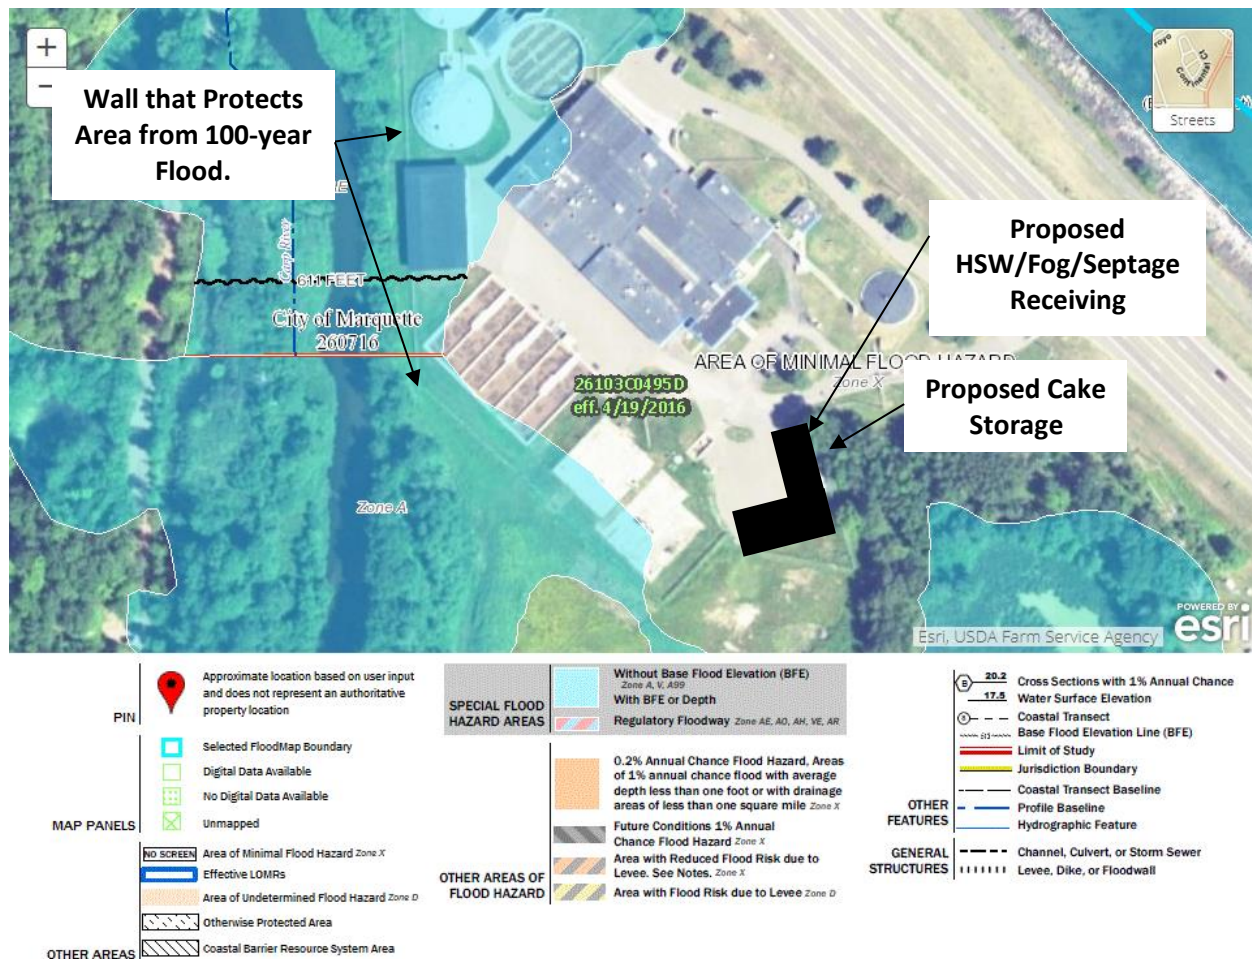 +
−
Wall that Protects
Area from 100-year
Flood.
Streets
Continental Ct
Proposed
HSW/Fog/Septage
Receiving
Carp River
611 FEET
City of Marquette
260716
AREA OF MINIMAL FLOOD HAZARD
Zone X
26103C0495D
eff. 4/19/2016
Proposed Cake
Storage
Zone A
POWERED BY
esri
Esri, USDA Farm Service Agency
PIN
Approximate location based on user input
and does not represent an authoritative
property location
MAP PANELS
Selected FloodMap Boundary
Digital Data Available
No Digital Data Available
Unmapped
OTHER AREAS
NO SCREEN Area of Minimal Flood Hazard Zone X
Effective LOMRs
Area of Undetermined Flood Hazard Zone D
Otherwise Protected Area
Coastal Barrier Resource System Area
SPECIAL FLOOD
HAZARD AREAS
Without Base Flood Elevation (BFE)
Zone A, V, A99
With BFE or Depth
Regulatory Floodway Zone AE, AO, AH, VE, AR
OTHER AREAS OF
FLOOD HAZARD
0.2% Annual Chance Flood Hazard, Areas
of 1% annual chance flood with average
depth less than one foot or with drainage
areas of less than one square mile Zone X
Future Conditions 1% Annual
Chance Flood Hazard Zone X
Area with Reduced Flood Risk due to
Levee. See Notes. Zone X
Area with Flood Risk due to Levee Zone D
OTHER
FEATURES
B 20.2 Cross Sections with 1% Annual Chance
17.5 Water Surface Elevation
8 Coastal Transect
513 Base Flood Elevation Line (BFE)
Limit of Study
Jurisdiction Boundary
Coastal Transect Baseline
Profile Baseline
Hydrographic Feature
GENERAL
STRUCTURES
Channel, Culvert, or Storm Sewer
Levee, Dike, or Floodwall